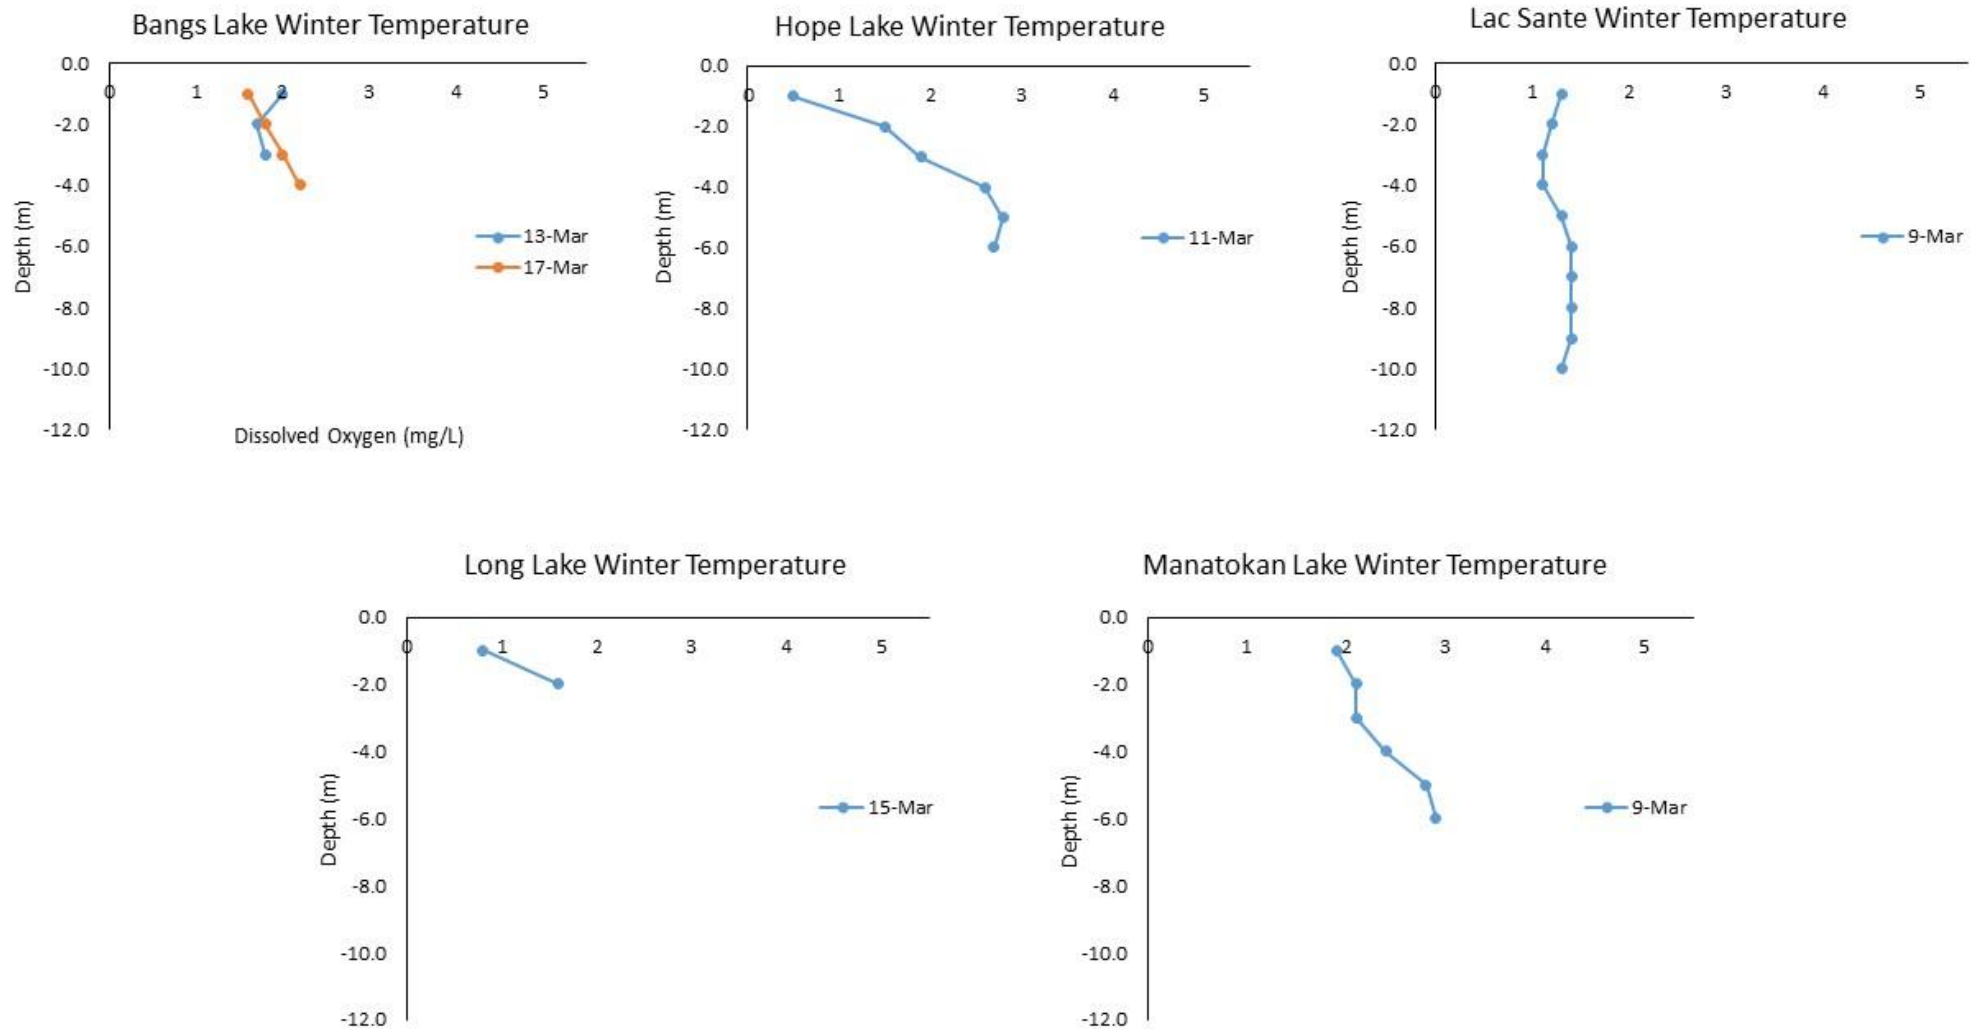 Bangs Lake Winter Temperature
0.0
0 1 2 3 4 5
-2.0
-4.0
-6.0
-8.0
-10.0
-12.0
Depth (m)
13-Mar
17-Mar
Dissolved Oxygen (mg/L)
Hope Lake Winter Temperature
0.0
0 1 2 3 4 5
-2.0
-4.0
-6.0
-8.0
-10.0
-12.0
Depth (m)
11-Mar
Lac Sante Winter Temperature
0.0
0 1 2 3 4 5
-2.0
-4.0
-6.0
-8.0
-10.0
-12.0
Depth (m)
9-Mar
Long Lake Winter Temperature
0.0
0 1 2 3 4 5
-2.0
-4.0
-6.0
-8.0
-10.0
-12.0
Depth (m)
15-Mar
Manatokan Lake Winter Temperature
0.0
0 1 2 3 4 5
-2.0
-4.0
-6.0
-8.0
-10.0
-12.0
Depth (m)
9-Mar